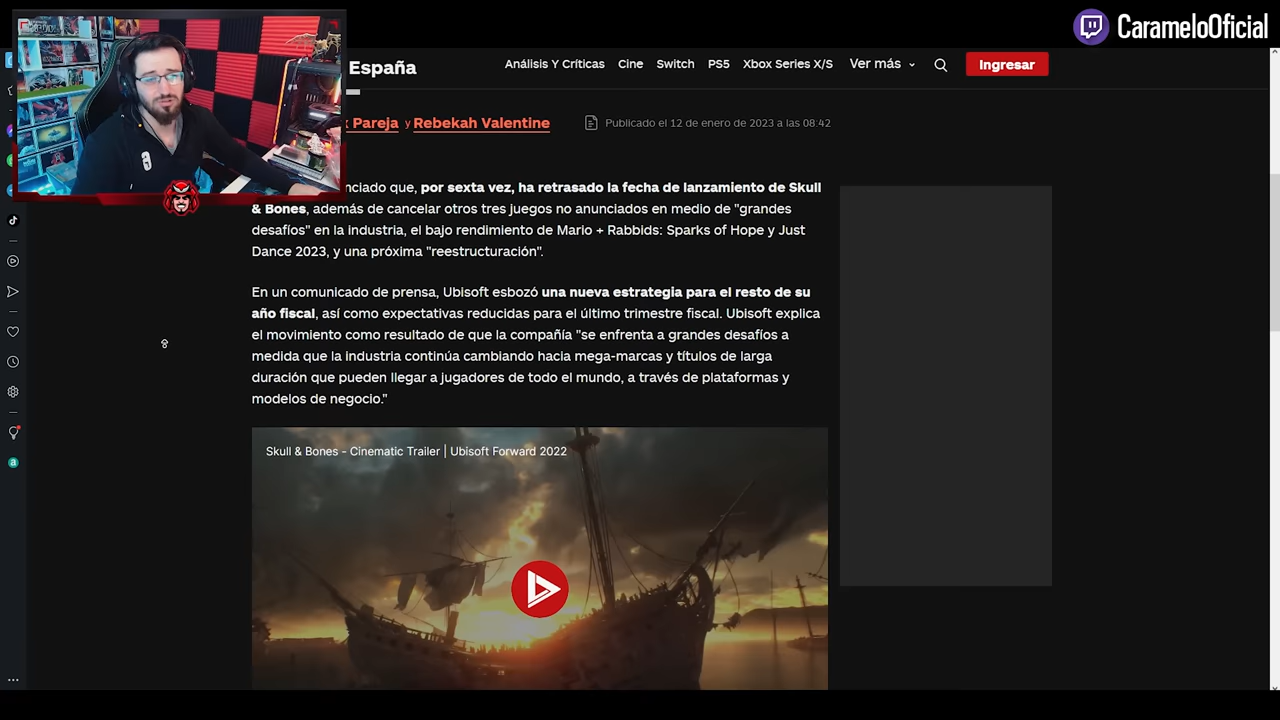 CarameloOficial
España
Análisis Y Críticas Cine Switch PS5 Xbox Series X/S Ver más Ingresar
Pareja y Rebekah Valentine Publicado el 12 de enero de 2023 a las 08:42
nciado que, por sexta vez, ha retrasado la fecha de lanzamiento de Skull
& Bones, además de cancelar otros tres juegos no anunciados en medio de "grandes
desafíos" en la industria, el bajo rendimiento de Mario + Rabbids: Sparks of Hope y Just
Dance 2023, y una próxima "reestructuración".
En un comunicado de prensa, Ubisoft esbozó una nueva estrategia para el resto de su
año fiscal, así como expectativas reducidas para el último trimestre fiscal. Ubisoft explica
el movimiento como resultado de que la compañía "se enfrenta a grandes desafíos a
medida que la industria continúa cambiando hacia mega-marcas y títulos de larga
duración que pueden llegar a jugadores de todo el mundo, a través de plataformas y
modelos de negocio."
Skull & Bones - Cinematic Trailer | Ubisoft Forward 2022